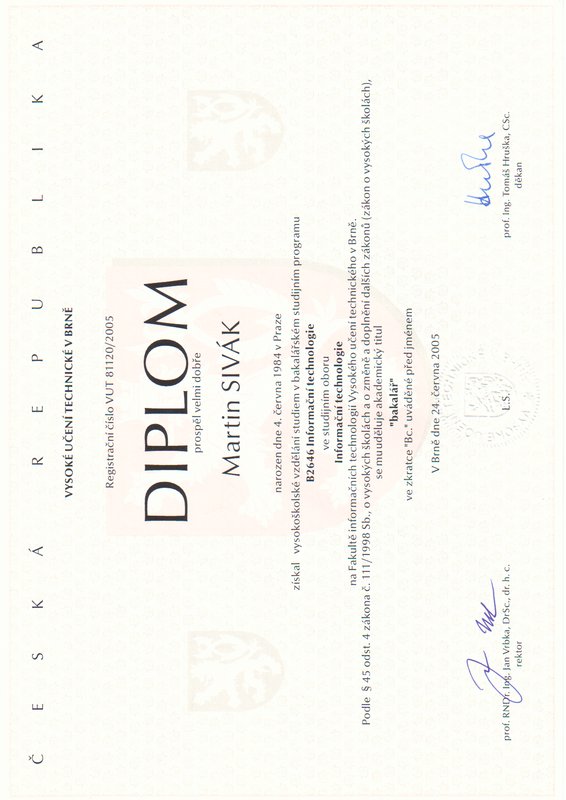 ČESKÁ REPUBLIKA
VYSOKÉ UČENÍ TECHNICKÉ V BRNĚ
Registrační číslo VUT 81120/2005
DIPLOM
prospěl velmi dobře
Martin SIVÁK
narozen dne 4. června 1984 v Praze
získal vysokoškolské vzdělání studiem v bakalářském studijním programu
B2646 Informační technologie
ve studijním oboru
Informační technologie
na Fakultě informačních technologií Vysokého učení technického v Brně.
Podle § 45 odst. 4 zákona č. 111/1998 Sb., o vysokých školách a o změně a doplnění dalších zákonů (zákon o vysokých školách),
se mu uděluje akademický titul
"bakalář"
ve zkratce "Bc." uváděné před jménem
V Brně dne 24. června 2005
L.S.
prof. RNDr. Ing. Jan Vrbka, DrSc., dr. h. c.
rektor
prof. Ing. Tomáš Hruška, CSc.
děkan